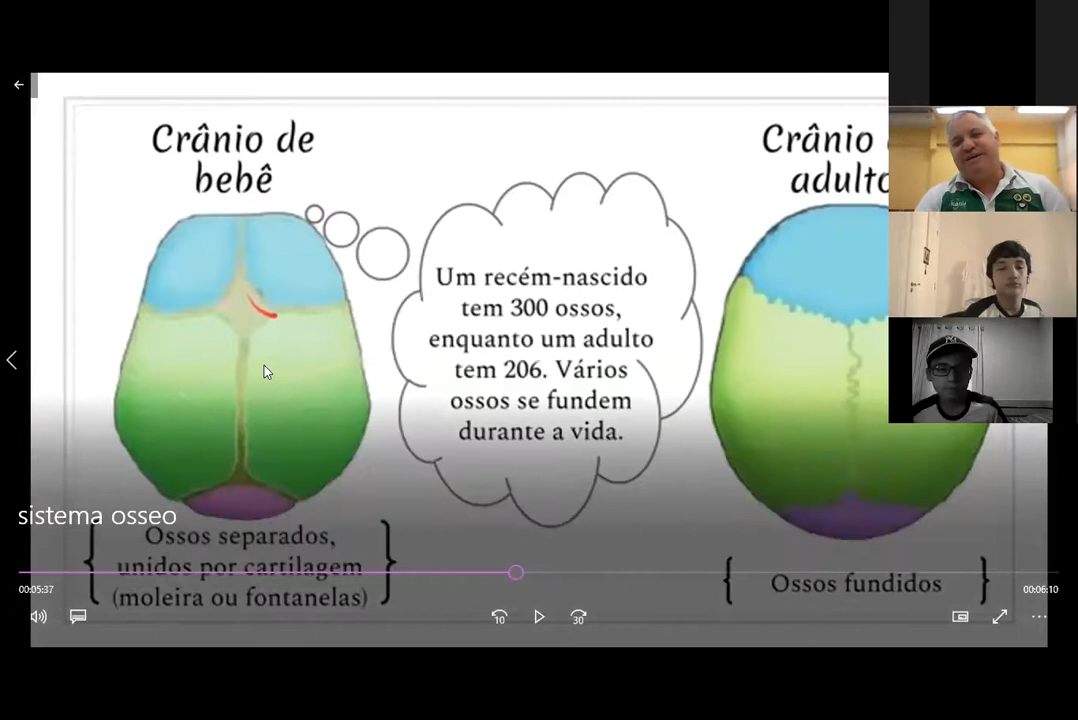 Crânio de
bebê
Crânio
adulto
Um recém-nascido
tem 300 ossos,
enquanto um adulto
tem 206. Vários
ossos se fundem
durante a vida.
sistema osseo
Ossos separados,
unidos por cartilagem
(moleira ou fontanelas)
Ossos fundidos
00:05:37
00:06:10
10
30